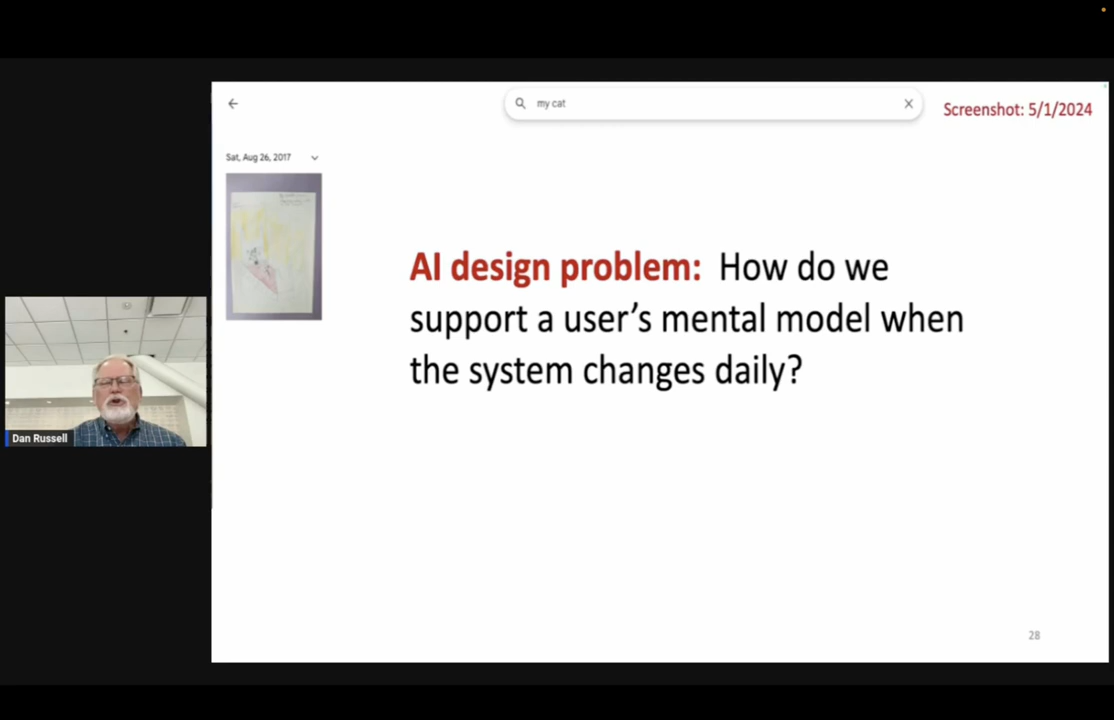 my cat
Screenshot: 5/1/2024
Sat, Aug 26, 2017
AI design problem: How do we
support a user’s mental model when
the system changes daily?
Dan Russell
28